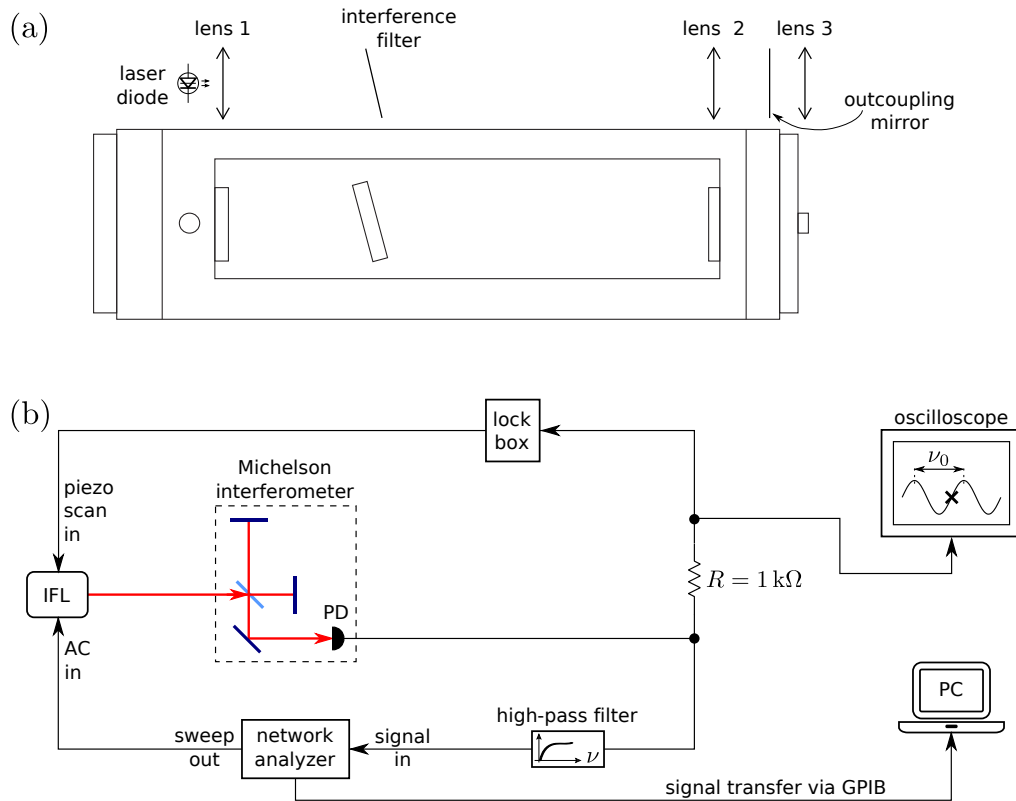 (a)
lens 1
interference
filter
lens 2
lens 3
laser
diode
outcoupling
mirror
(b)
lock
box
oscilloscope
ν₀
Michelson
interferometer
piezo
scan
in
IFL
PD
R = 1 kΩ
AC
in
PC
high-pass filter
ν
sweep
out
network
analyzer
signal
in
signal transfer via GPIB